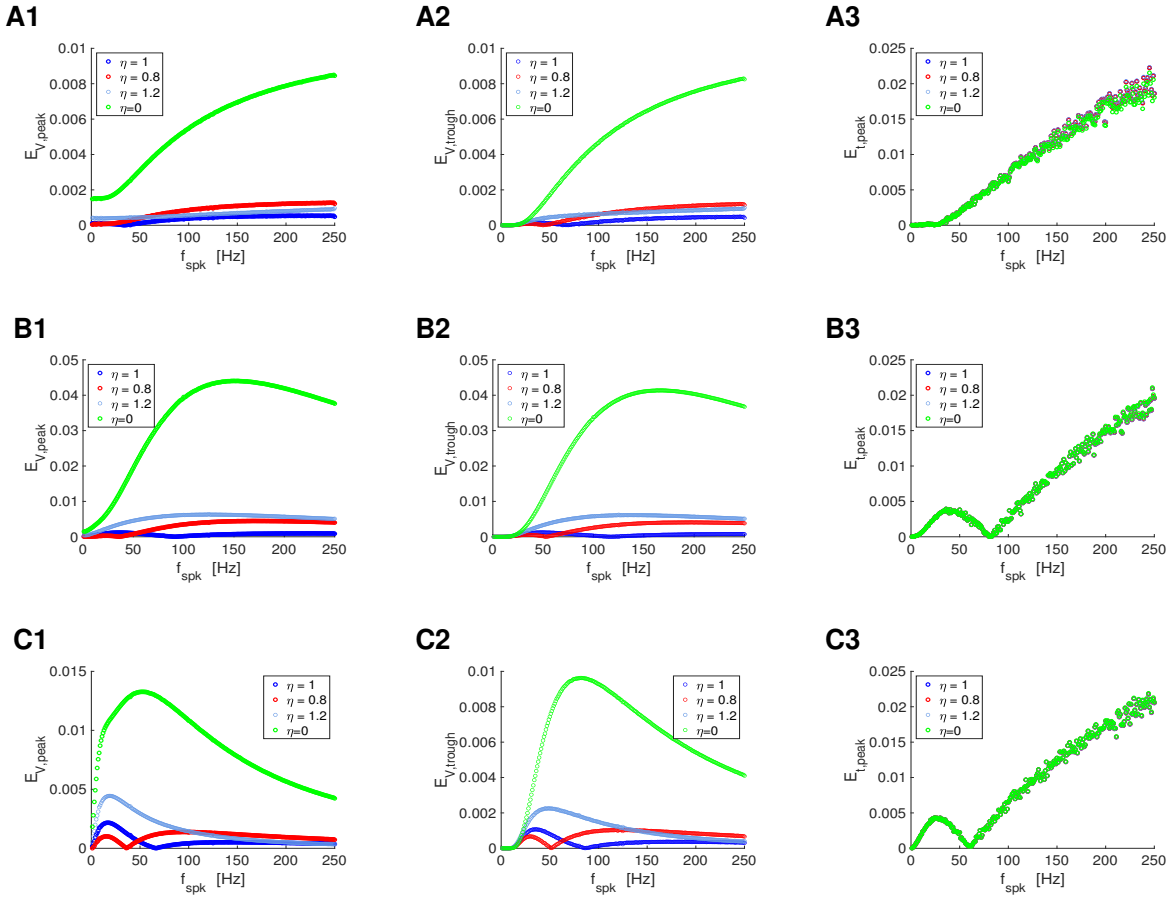 A1
0.01
0.008
0.006
0.004
0.002
0
E_V,peak
η = 1
η = 0.8
η = 1.2
η=0
0 50 100 150 200 250
f_spk [Hz]
A2
0.01
0.008
0.006
0.004
0.002
0
E_V,trough
η = 1
η = 0.8
η = 1.2
η=0
0 50 100 150 200 250
f_spk [Hz]
A3
0.025
0.02
0.015
0.01
0.005
0
E_t,peak
η = 1
η = 0.8
η = 1.2
η=0
0 50 100 150 200 250
f_spk [Hz]
B1
0.05
0.04
0.03
0.02
0.01
0
E_V,peak
η = 1
η = 0.8
η = 1.2
η=0
0 50 100 150 200 250
f_spk [Hz]
B2
0.05
0.04
0.03
0.02
0.01
0
E_V,trough
η = 1
η = 0.8
η = 1.2
η=0
0 50 100 150 200 250
f_spk [Hz]
B3
0.025
0.02
0.015
0.01
0.005
0
E_t,peak
η = 1
η = 0.8
η = 1.2
η=0
0 50 100 150 200 250
f_spk [Hz]
C1
0.015
0.01
0.005
0
E_V,peak
η = 1
η = 0.8
η = 1.2
η=0
0 50 100 150 200 250
f_spk [Hz]
C2
0.01
0.008
0.006
0.004
0.002
0
E_V,trough
η = 1
η = 0.8
η = 1.2
η=0
0 50 100 150 200 250
f_spk [Hz]
C3
0.025
0.02
0.015
0.01
0.005
0
E_t,peak
η = 1
η = 0.8
η = 1.2
η=0
0 50 100 150 200 250
f_spk [Hz]